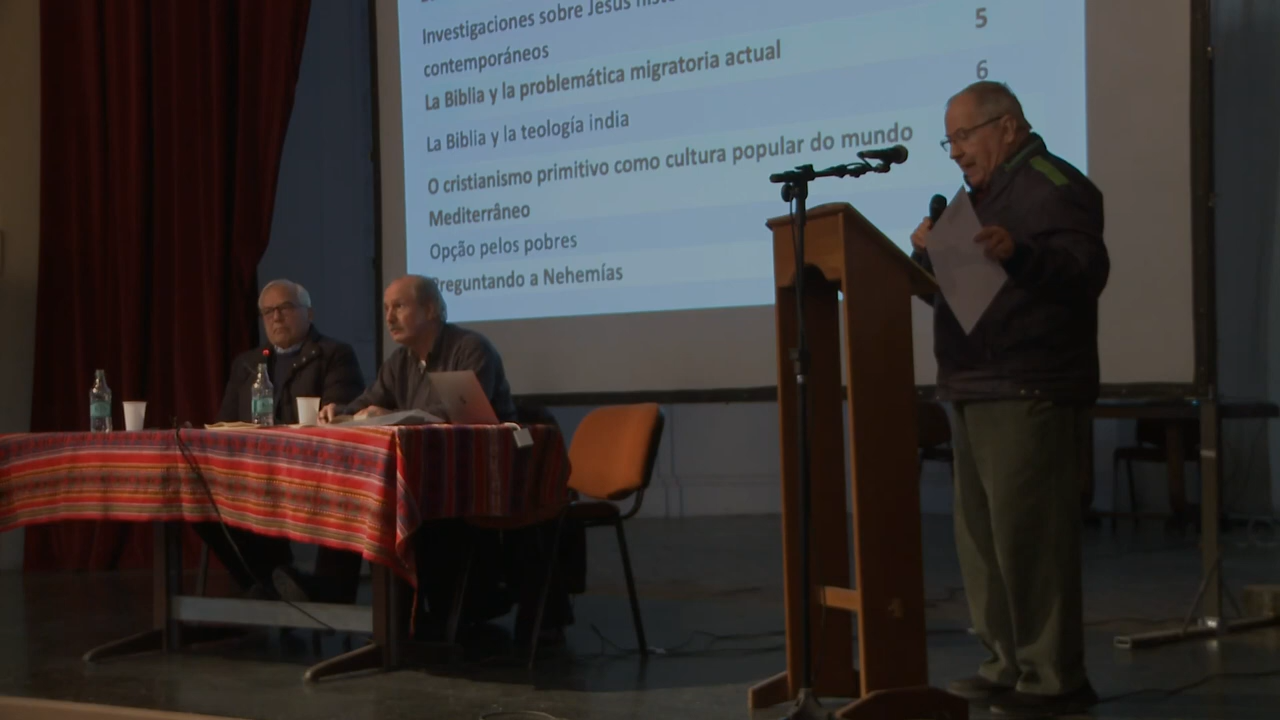 Investigaciones sobre Jesús
5
contemporáneos
La Biblia y la problemática migratoria actual
6
La Biblia y la teología india
O cristianismo primitivo como cultura popular do mundo
Mediterrâneo
Opção pelos pobres
Preguntando a Nehemías